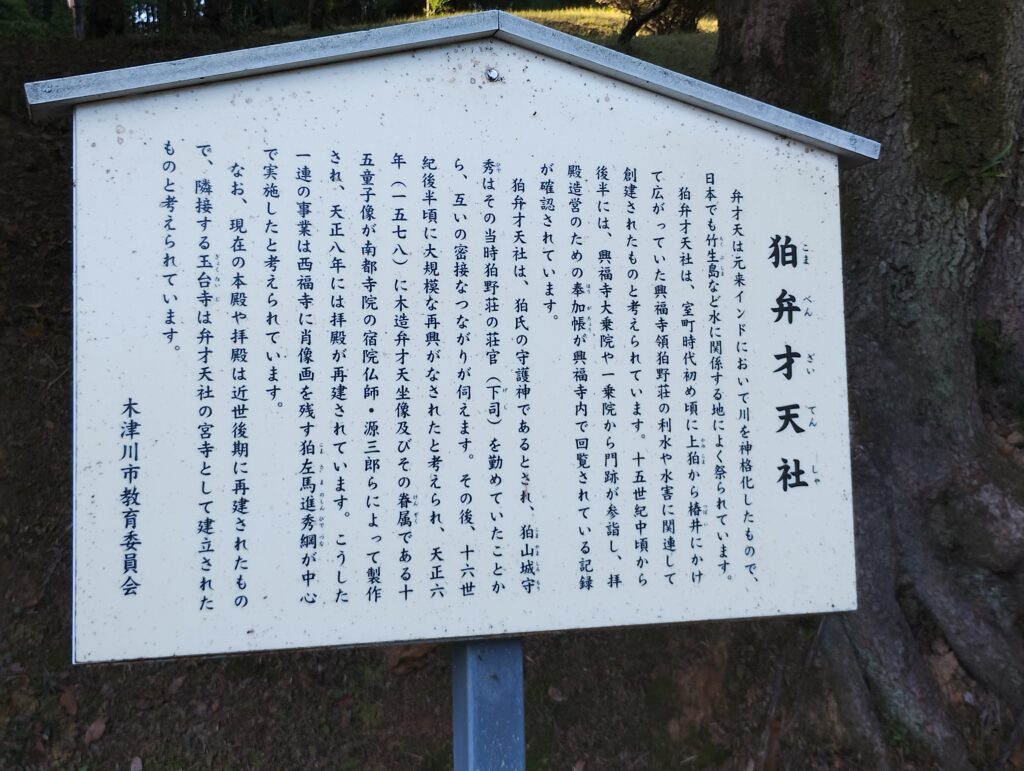 狛弁才天社
弁才天は元来インドにおいて川を神格化したもので、
日本でも竹生島など水に関係する地によく祭られています。
狛弁才天社は、室町時代初め頃に上狛から椿井にかけ
て広がっていた興福寺領狛野荘の利水や水害に関連して
創建されたものと考えられています。十五世紀中頃から
後半には、興福寺大乗院や一乗院から門跡が参詣し、拝
殿造営のための奉加帳が興福寺内で回覧されている記録
が確認されています。
狛弁才天社は、狛氏の守護神であるとされ、狛山城守
秀はその当時狛野荘の荘官（下司）を勤めていたことか
ら、互いの密接なつながりが伺えます。その後、十六世
紀後半頃に大規模な再興がなされたと考えられ、天正六
年（一五七八）に木造弁才天坐像及びその眷属である十
五童子像が南都寺院の宿院仏師・源三郎らによって製作
され、天正八年には拝殿が再建されています。こうした
一連の事業は西福寺に肖像画を残す狛左馬進秀綱が中心
で実施したと考えられています。
なお、現在の本殿や拝殿は近世後期に再建されたもの
で、隣接する玉台寺は弁才天社の宮寺として建立された
ものと考えられています。
木津川市教育委員会